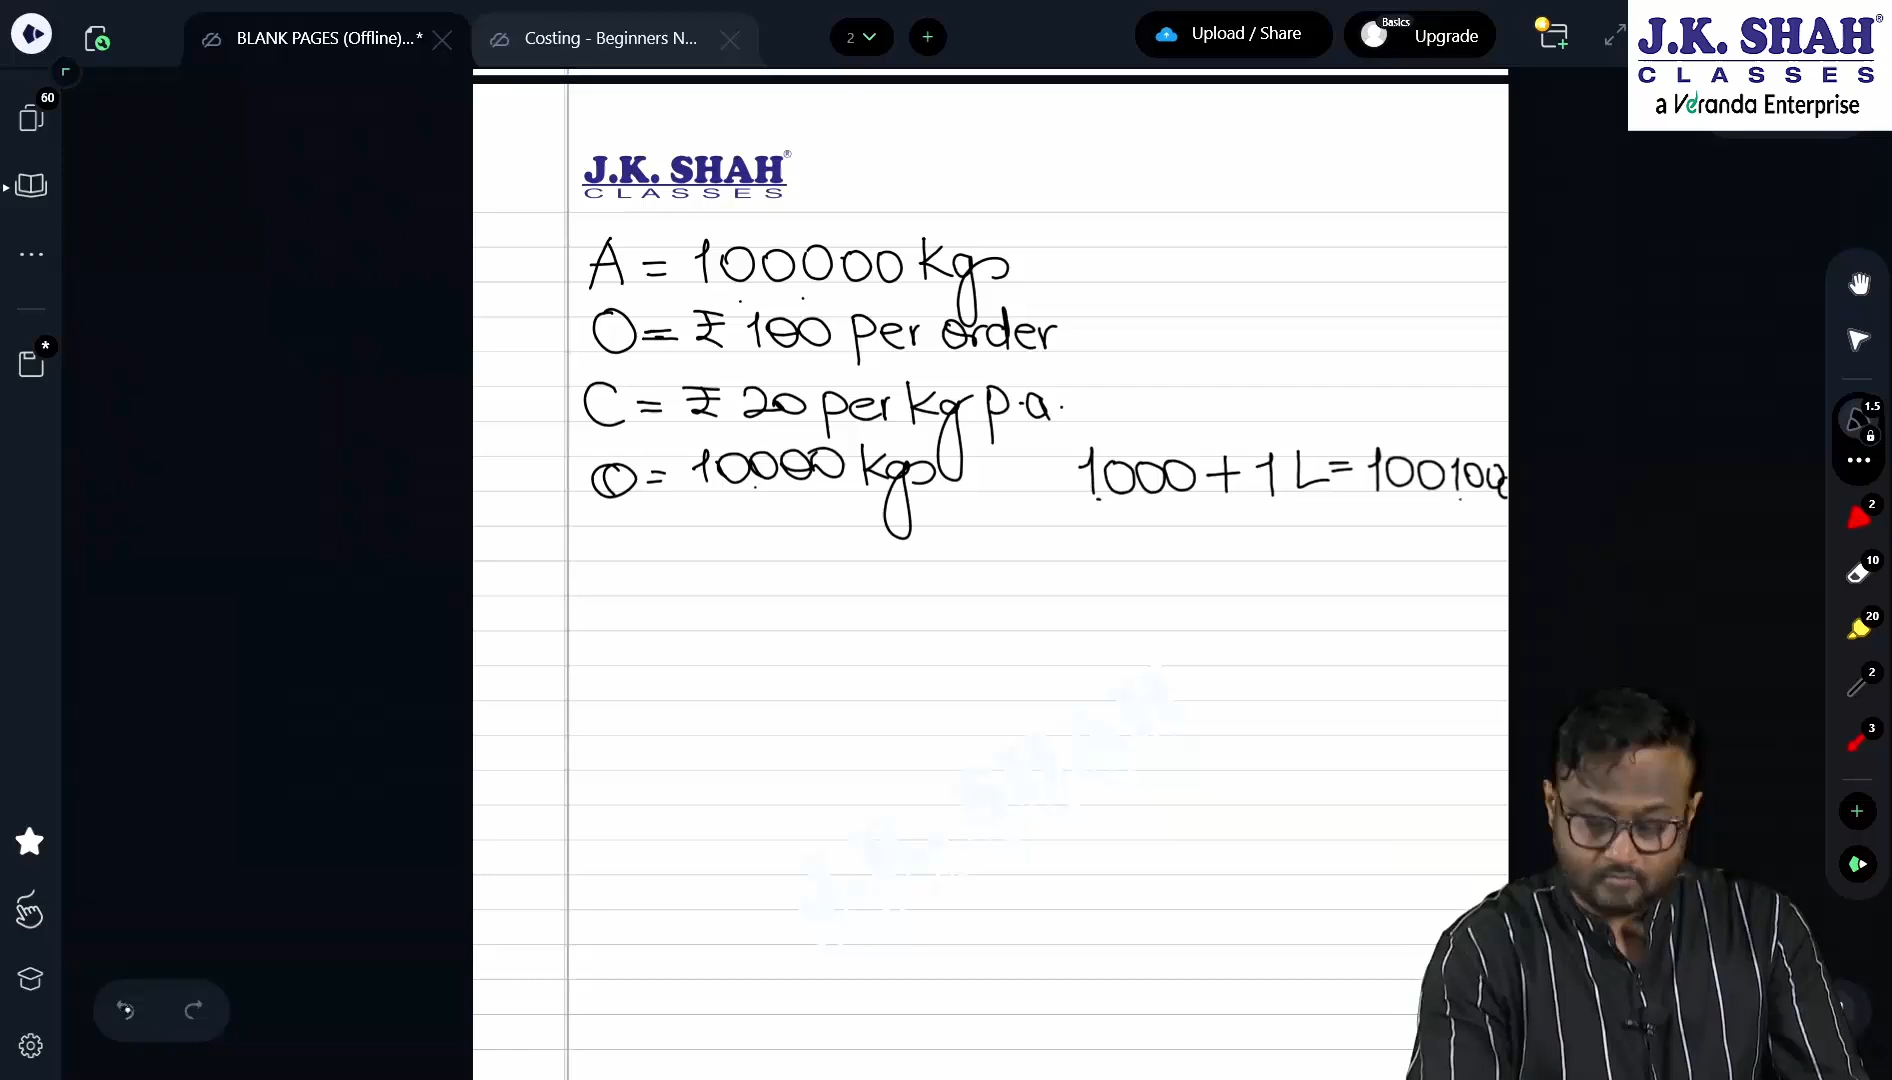 BLANK PAGES (Offline)...*
Costing - Beginners N...
2
Upload / Share
Basics
Upgrade
J.K. SHAH®
CLASSES
a Veranda Enterprise
60
J.K. SHAH®
CLASSES
A = 100000 kgs
O = ₹ 100 per order
C = ₹ 20 per kg p.a.
O = 10000 kgs 1000 + 1 L = 100100
1.5
2
10
20
2
3
J.K. SHAH